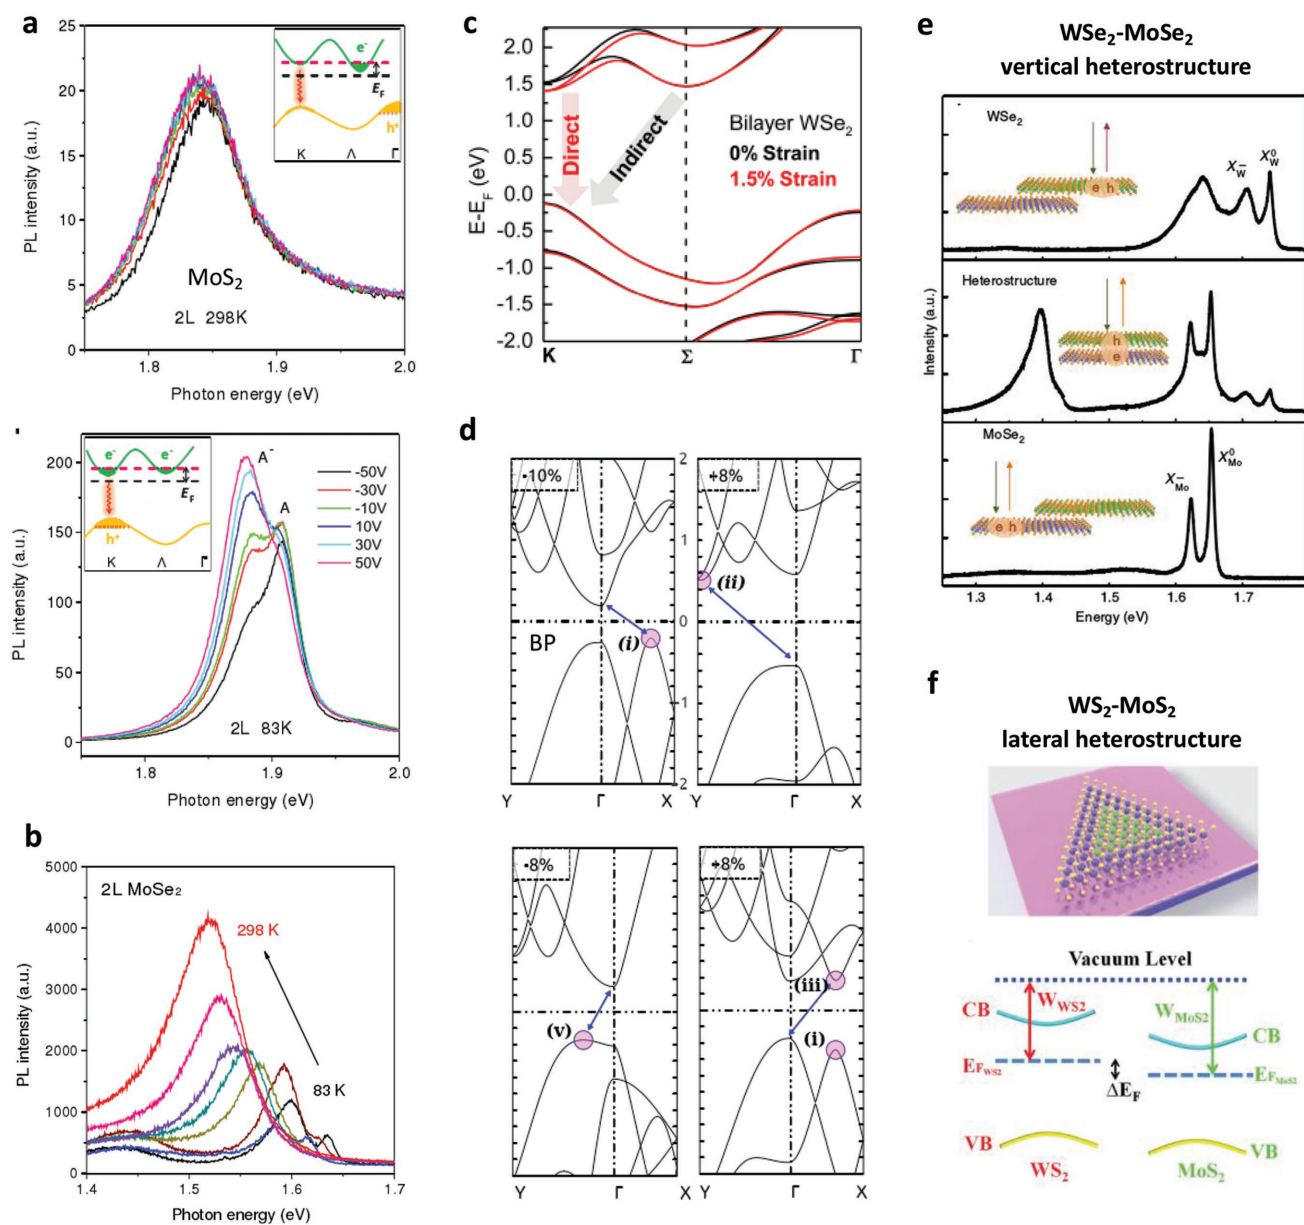 a
PL intensity (a.u.)
25
20
15
10
5
0
1.8
1.9
2.0
Photon energy (eV)
MoS2
2L 298K
e-
EF
h+
K Λ Γ
PL intensity (a.u.)
200
150
100
50
0
1.8
1.9
2.0
Photon energy (eV)
e- e-
EF
h+
K Λ Γ
A-
A
-50V
-30V
-10V
10V
30V
50V
2L 83K
b
PL intensity (a.u.)
5000
4000
3000
2000
1000
0
1.4
1.5
1.6
1.7
Photon energy (eV)
2L MoSe2
298 K
83 K
c
E-EF (eV)
2.0
1.5
1.0
0.5
0.0
-0.5
-1.0
-1.5
-2.0
K Σ Γ
Direct
Indirect
Bilayer WSe2
0% Strain
1.5% Strain
d
-10%
+8%
2
1
0
1
2
(i)
(ii)
BP
Y Γ X
Y Γ X
-8%
+8%
(v)
(iii)
(i)
Y Γ X
Y Γ X
e
WSe2-MoSe2
vertical heterostructure
WSe2
e h
XW-
XW0
Heterostructure
h
e
MoSe2
e h
XMo-
XMo0
Intensity (a.u.)
1.3
1.4
1.5
1.6
1.7
Energy (eV)
f
WS2-MoS2
lateral heterostructure
Vacuum Level
CB
WWS2
WMoS2
CB
EFWS2
ΔEF
EFMoS2
VB
WS2
MoS2
VB